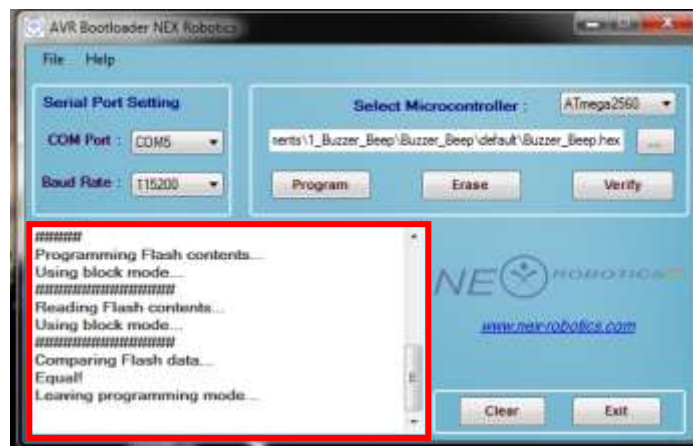 AVR Bootloader NEX Robotics
File Help
Serial Port Setting
COM Port : COM5
Baud Rate : 115200
Select Microcontroller : ATmega2560
nents\1_Buzzer_Beep\Buzzer_Beep\default\Buzzer_Beep.hex ...
Program Erase Verify
#####
Programming Flash contents...
Using block mode...
################
Reading Flash contents...
Using block mode...
################
Comparing Flash data...
Equal!
Leaving programming mode...
NEX ROBOTICS
www.nex-robotics.com
Clear Exit